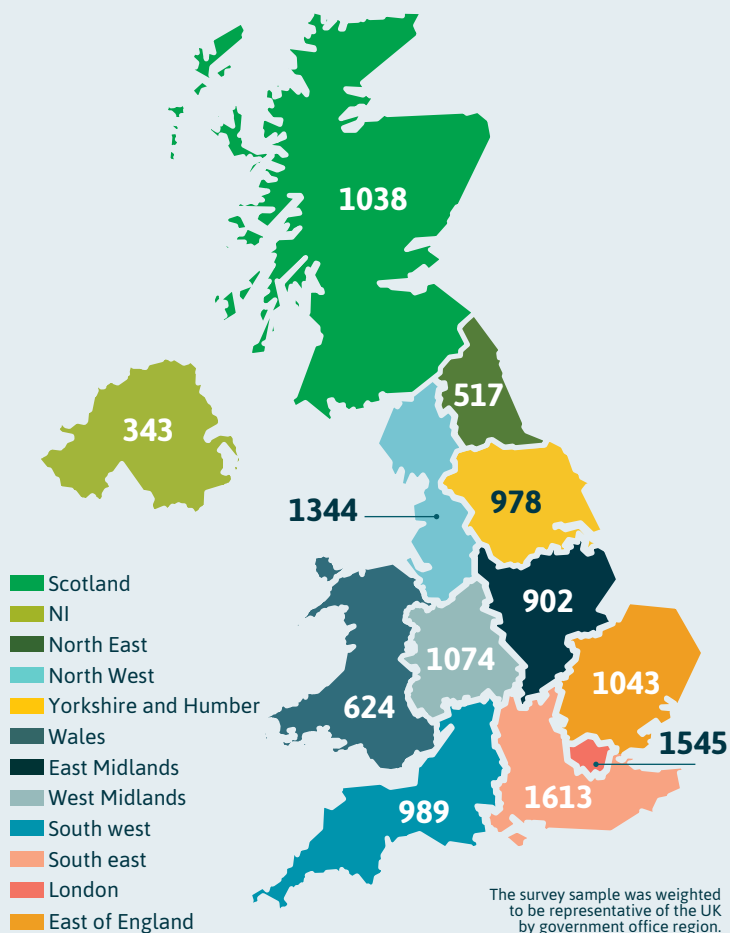 1038
517
343
978
1344
902
1074
1043
624
1545
1613
989
Scotland
NI
North East
North West
Yorkshire and Humber
Wales
East Midlands
West Midlands
South west
South east
London
East of England
The survey sample was weighted
to be representative of the UK
by government office region.